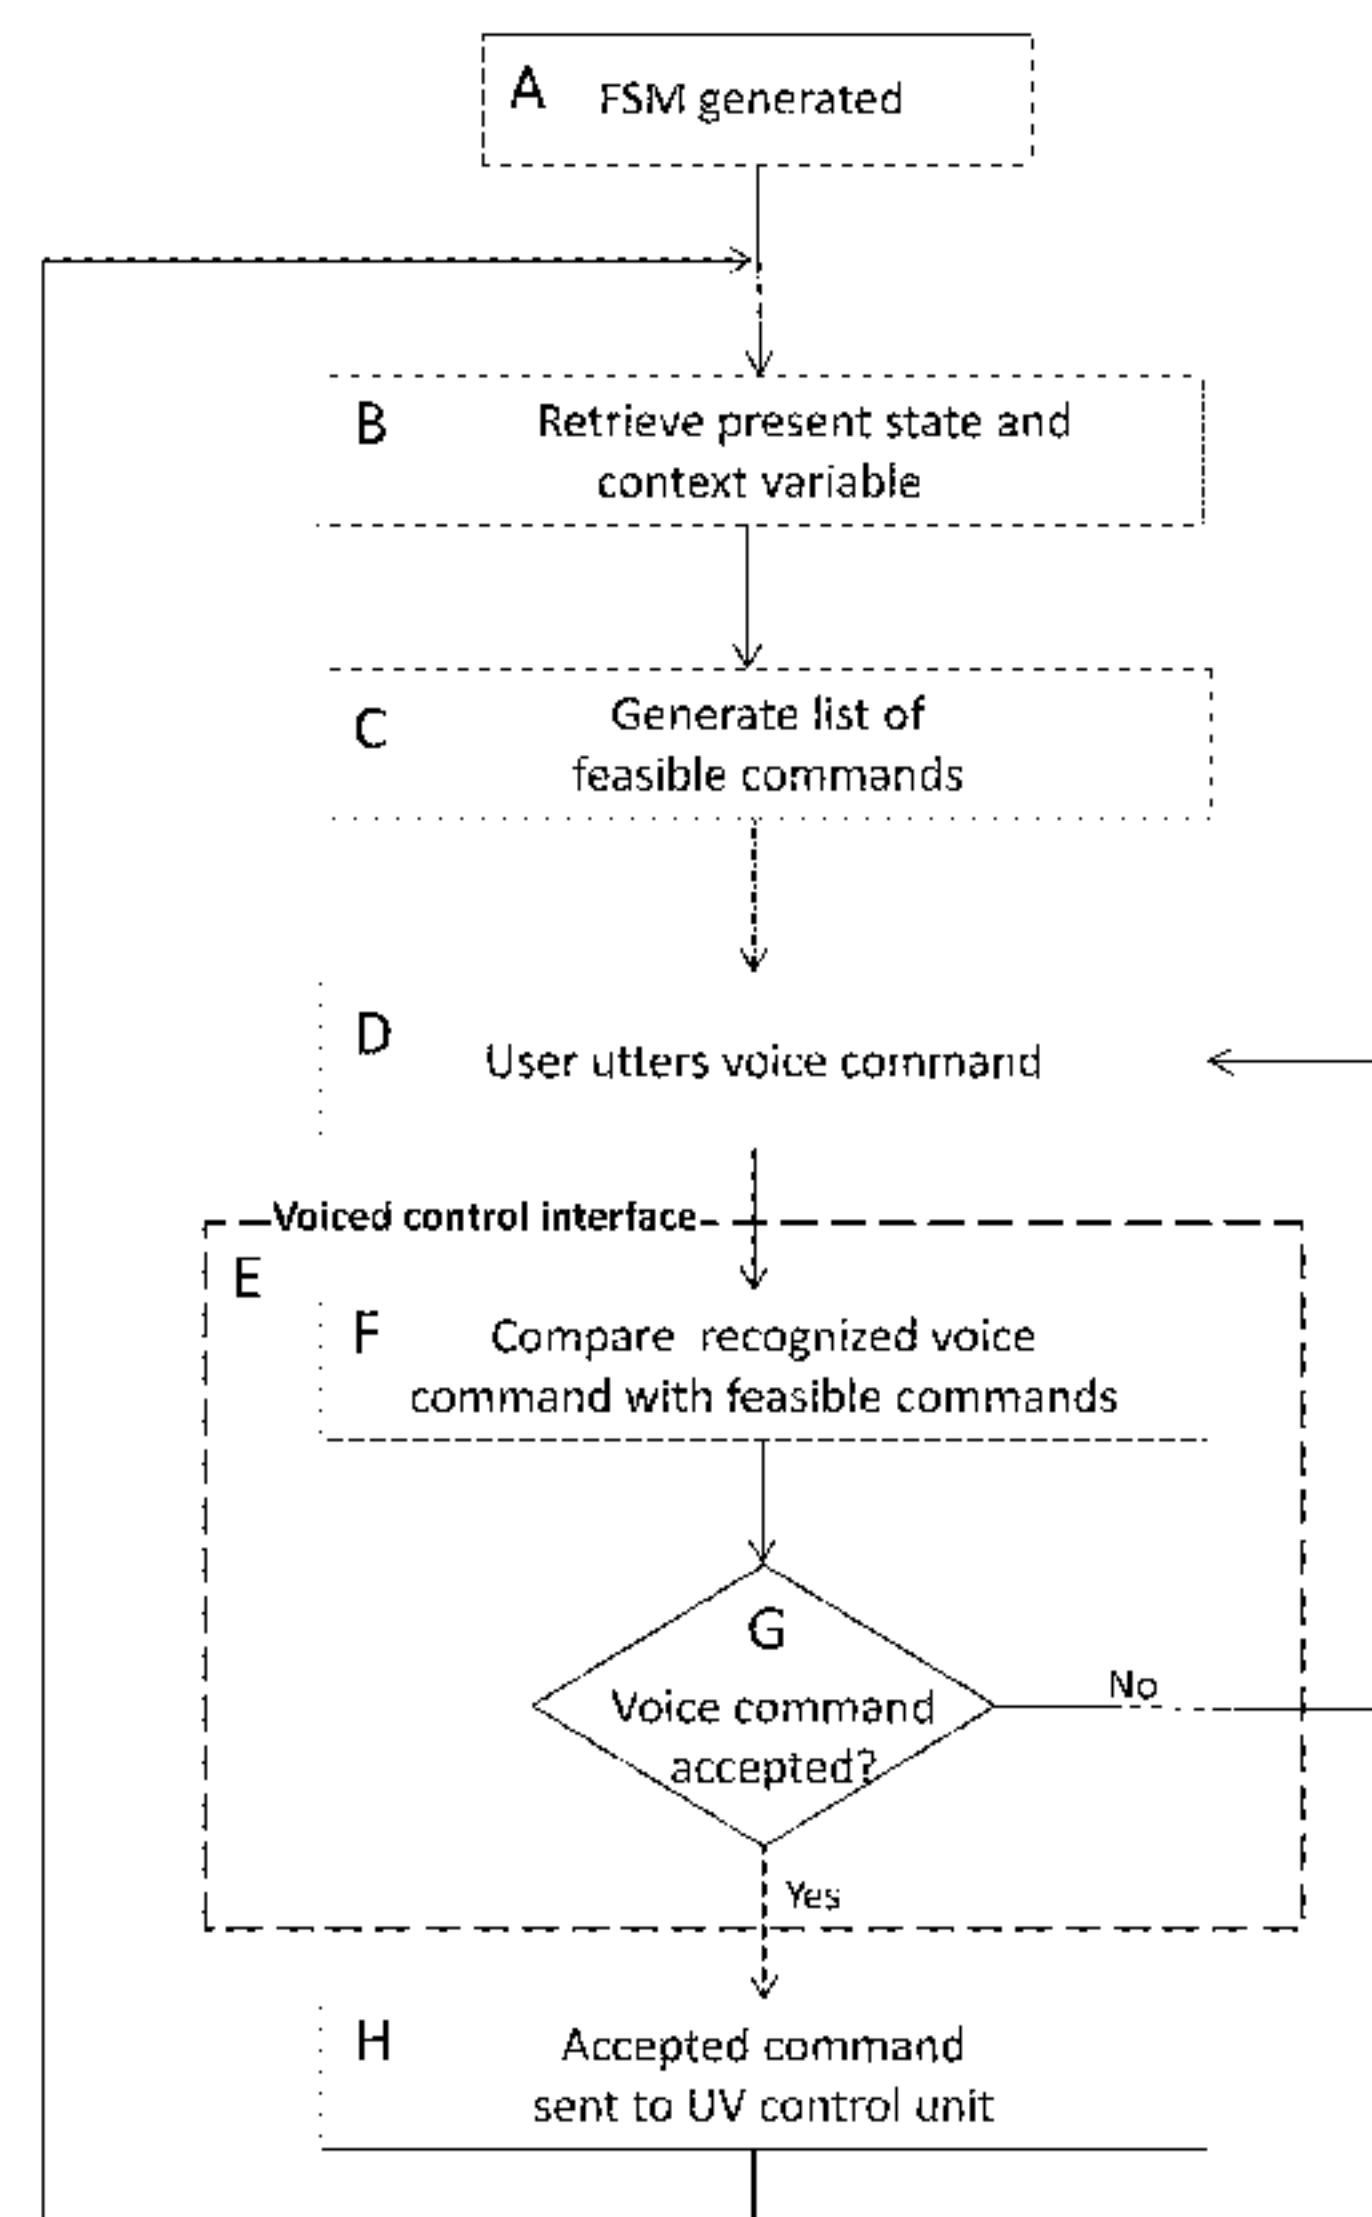 A FSM generated
B Retrieve present state and
context variable
C Generate list of
feasible commands
D User utters voice command
Voiced control interface
E
F Compare recognized voice
command with feasible commands
G
Voice command
accepted?
No
Yes
H Accepted command
sent to UV control unit